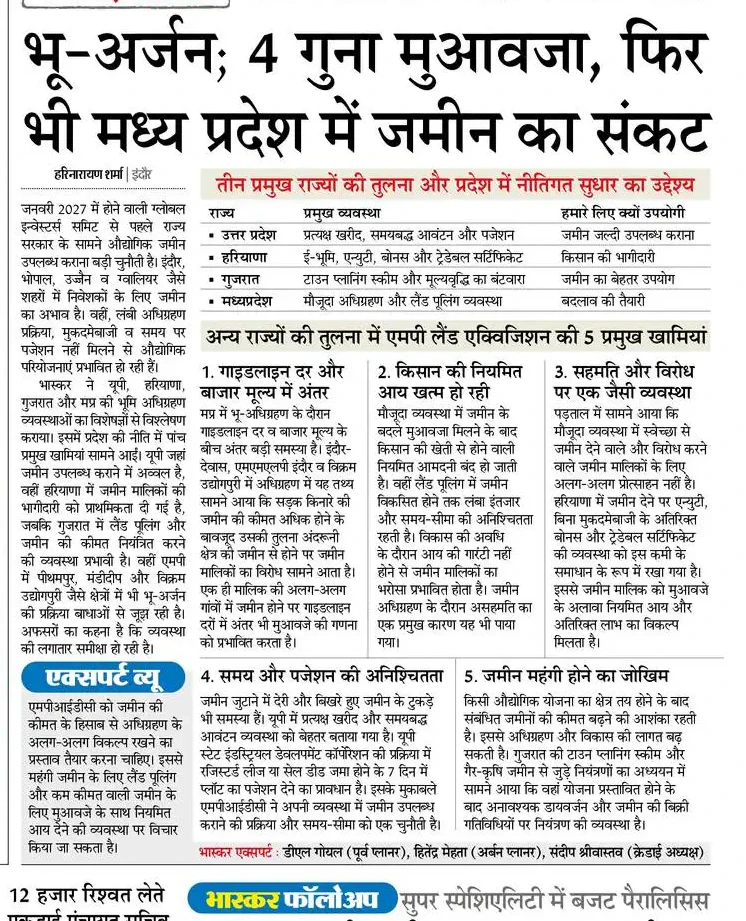 भू-अर्जन; 4 गुना मुआवजा, फिर
भी मध्य प्रदेश में जमीन का संकट
हरिनारायण शर्मा | इंदौर
जनवरी 2027 में होने वाली ग्लोबल
इन्वेस्टर्स समिट से पहले राज्य
सरकार के सामने औद्योगिक जमीन
उपलब्ध कराना बड़ी चुनौती है। इंदौर,
भोपाल, उज्जैन व ग्वालियर जैसे
शहरों में निवेशकों के लिए जमीन
का अभाव है। वहीं, लंबी अधिग्रहण
प्रक्रिया, मुकदमेबाजी व समय पर
पजेशन नहीं मिलने से औद्योगिक
परियोजनाएं प्रभावित हो रही हैं।
भास्कर ने यूपी, हरियाणा,
गुजरात और मप्र की भूमि अधिग्रहण
व्यवस्थाओं का विशेषज्ञों से विश्लेषण
कराया। इसमें प्रदेश की नीति में पांच
प्रमुख खामियां सामने आईं। यूपी जहां
जमीन उपलब्ध कराने में अव्वल है,
वहीं हरियाणा में जमीन मालिकों की
भागीदारी को प्राथमिकता दी गई है,
जबकि गुजरात में लैंड पूलिंग और
जमीन की कीमत नियंत्रित करने
की व्यवस्था प्रभावी है। वहीं एमपी
में पीथमपुर, मंडीदीप और विक्रम
उद्योगपुरी जैसे क्षेत्रों में भी भू-अर्जन
की प्रक्रिया बाधाओं से जूझ रही है।
अफसरों का कहना है कि व्यवस्था
की लगातार समीक्षा हो रही है।
एक्सपर्ट व्यू
एमपीआईडीसी को जमीन की
कीमत के हिसाब से अधिग्रहण के
अलग-अलग विकल्प रखने का
प्रस्ताव तैयार करना चाहिए। इससे
महंगी जमीन के लिए लैंड पूलिंग
और कम कीमत वाली जमीन के
लिए मुआवजे के साथ नियमित
आय देने की व्यवस्था पर विचार
किया जा सकता है।
तीन प्रमुख राज्यों की तुलना और प्रदेश में नीतिगत सुधार का उद्देश्य
राज्य प्रमुख व्यवस्था हमारे लिए क्यों उपयोगी
▪ उत्तर प्रदेश प्रत्यक्ष खरीद, समयबद्ध आवंटन और पजेशन जमीन जल्दी उपलब्ध कराना
▪ हरियाणा ई-भूमि, एन्युटी, बोनस और ट्रेडेबल सर्टिफिकेट किसान की भागीदारी
▪ गुजरात टाउन प्लानिंग स्कीम और मूल्यवृद्धि का बंटवारा जमीन का बेहतर उपयोग
▪ मध्यप्रदेश मौजूदा अधिग्रहण और लैंड पूलिंग व्यवस्था बदलाव की तैयारी
अन्य राज्यों की तुलना में एमपी लैंड एक्विजिशन की 5 प्रमुख खामियां
1. गाइडलाइन दर और
बाजार मूल्य में अंतर
मप्र में भू-अधिग्रहण के दौरान
गाइडलाइन दर व बाजार मूल्य के
बीच अंतर बड़ी समस्या है। इंदौर-
देवास, एमएमएलपी इंदौर व विक्रम
उद्योगपुरी में अधिग्रहण में यह तथ्य
सामने आया कि सड़क किनारे की
जमीन की कीमत अधिक होने के
बावजूद उसकी तुलना अंदरूनी
क्षेत्र की जमीन से होने पर जमीन
मालिकों का विरोध सामने आता है।
एक ही मालिक की अलग-अलग
गांवों में जमीन होने पर गाइडलाइन
दरों में अंतर भी मुआवजे की गणना
को प्रभावित करता है।
2. किसान की नियमित
आय खत्म हो रही
मौजूदा व्यवस्था में जमीन के
बदले मुआवजा मिलने के बाद
किसान की खेती से होने वाली
नियमित आमदनी बंद हो जाती
है। वहीं लैंड पूलिंग में जमीन
विकसित होने तक लंबा इंतजार
और समय-सीमा की अनिश्चितता
रहती है। विकास की अवधि
के दौरान आय की गारंटी नहीं
होने से जमीन मालिकों का
भरोसा प्रभावित होता है। जमीन
अधिग्रहण के दौरान असहमति का
एक प्रमुख कारण यह भी पाया
गया।
3. सहमति और विरोध
पर एक जैसी व्यवस्था
पड़ताल में सामने आया कि
मौजूदा व्यवस्था में स्वेच्छा से
जमीन देने वाले और विरोध करने
वाले जमीन मालिकों के लिए
अलग-अलग प्रोत्साहन नहीं है।
हरियाणा में जमीन देने पर एन्युटी,
बिना मुकदमेबाजी के अतिरिक्त
बोनस और ट्रेडेबल सर्टिफिकेट
की व्यवस्था को इस कमी के
समाधान के रूप में रखा गया है।
इससे जमीन मालिक को मुआवजे
के अलावा नियमित आय और
अतिरिक्त लाभ का विकल्प
मिलता है।
4. समय और पजेशन की अनिश्चितता
जमीन जुटाने में देरी और बिखरे हुए जमीन के टुकड़े
भी समस्या हैं। यूपी में प्रत्यक्ष खरीद और समयबद्ध
आवंटन व्यवस्था को बेहतर बताया गया है। यूपी
स्टेट इंडस्ट्रियल डेवलपमेंट कॉर्पोरेशन की प्रक्रिया में
रजिस्टर्ड लीज या सेल डीड जमा होने के 7 दिन में
प्लॉट का पजेशन देने का प्रावधान है। इसके मुकाबले
एमपीआईडीसी ने अपनी व्यवस्था में जमीन उपलब्ध
कराने की प्रक्रिया और समय-सीमा को एक चुनौती है।
5. जमीन महंगी होने का जोखिम
किसी औद्योगिक योजना का क्षेत्र तय होने के बाद
संबंधित जमीनों की कीमत बढ़ने की आशंका रहती
है। इससे अधिग्रहण और विकास की लागत बढ़
सकती है। गुजरात की टाउन प्लानिंग स्कीम और
गैर-कृषि जमीन से जुड़े नियंत्रणों का अध्ययन में
सामने आया कि वहां योजना प्रस्तावित होने के
बाद अनावश्यक डायवर्जन और जमीन की बिक्री
गतिविधियों पर नियंत्रण की व्यवस्था है।
भास्कर एक्सपर्ट : डीएल गोयल (पूर्व प्लानर), हितेंद्र मेहता (अर्बन प्लानर), संदीप श्रीवास्तव (क्रेडाई अध्यक्ष)
12 हजार रिश्वत लेते
भास्कर फॉलोअप सुपर स्पेशिएलिटी में बजट पैरालिसिस